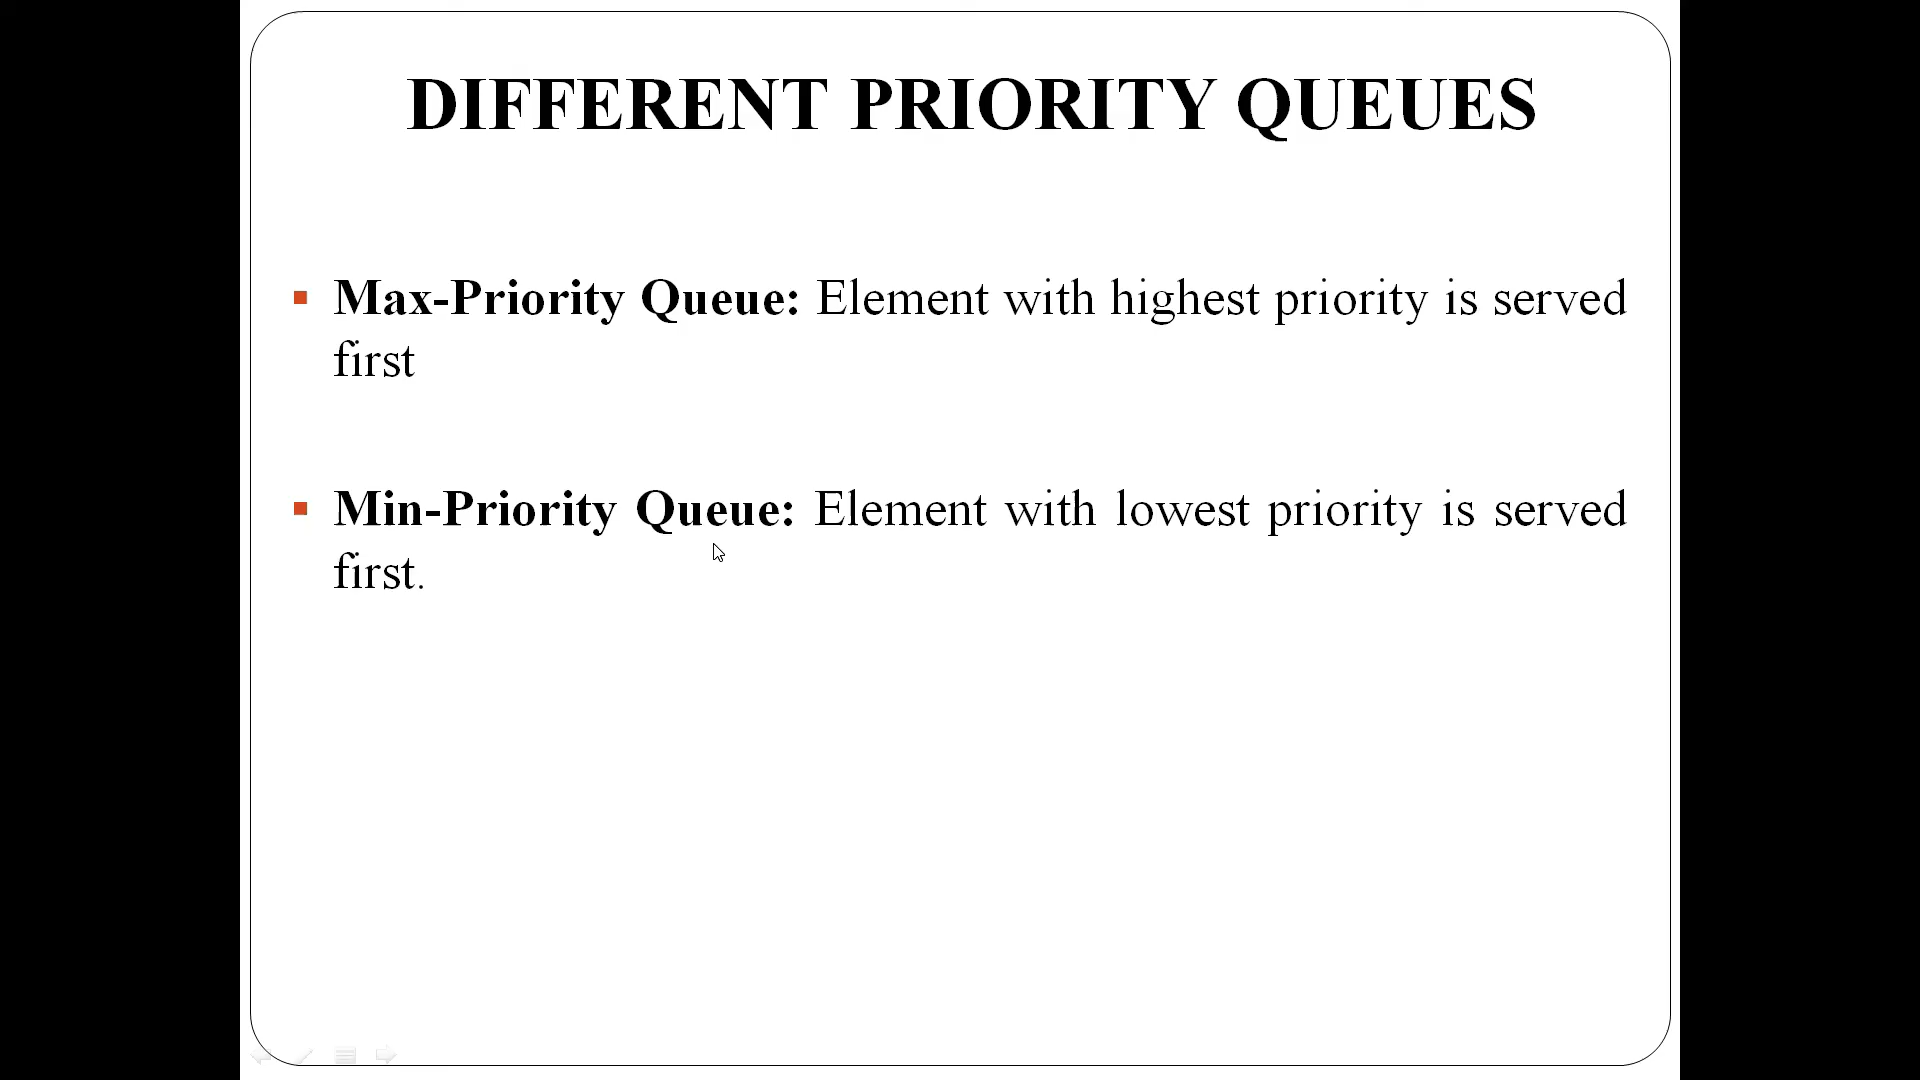 DIFFERENT PRIORITY QUEUES
Max-Priority Queue: Element with highest priority is served
first
Min-Priority Queue: Element with lowest priority is served
first.